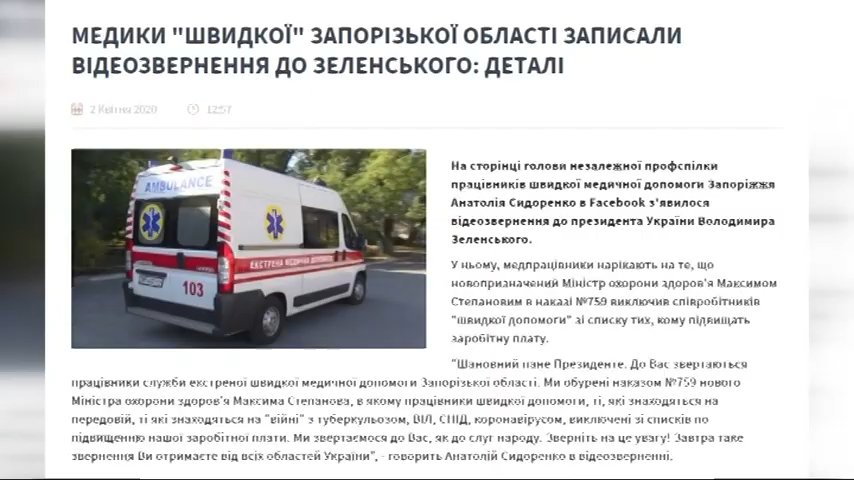 МЕДИКИ "ШВИДКОЇ" ЗАПОРІЗЬКОЇ ОБЛАСТІ ЗАПИСАЛИ
ВІДЕОЗВЕРНЕННЯ ДО ЗЕЛЕНСЬКОГО: ДЕТАЛІ
2 Квітня 2020 12:57
AMBULANCE
ЕКСТРЕНА МЕДИЧНА ДОПОМОГА
103
На сторінці голови незалежної профспілки
працівників швидкої медичної допомоги Запоріжжя
Анатолія Сидоренко в Facebook з'явилося
відеозвернення до президента України Володимира
Зеленського.
У ньому, медпрацівники нарікають на те, що
новопризначений Міністр охорони здоров'я Максимом
Степановим в наказі №759 виключив співробітників
"швидкої допомоги" зі списку тих, кому підвищать
заробітну плату.
"Шановний пане Президенте. До Вас звертаються
працівники служби екстреної швидкої медичної допомоги Запорізької області. Ми обурені наказом №759 нового
Міністра охорони здоров'я Максима Степанова, в якому працівники швидкої допомоги, ті, які знаходяться на
передовій, ті які знаходяться на "війні" з туберкульозом, ВІЛ, СНІД, коронавірусом, виключені зі списків по
підвищенню нашої заробітної плати. Ми звертаємося до Вас, як до слуг народу. Зверніть на це увагу! Завтра таке
звернення Ви отримаєте від всіх областей України", - говорить Анатолій Сидоренко в відеозверненні.